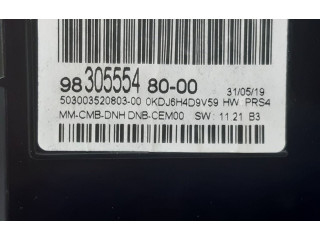 98 305554 80-00 31/05/19
503003520803-00 0KDJ6H4D9V59 HW PRS4
MM-CMB-DNH DNB-CEM00 SW: 11 21 B3